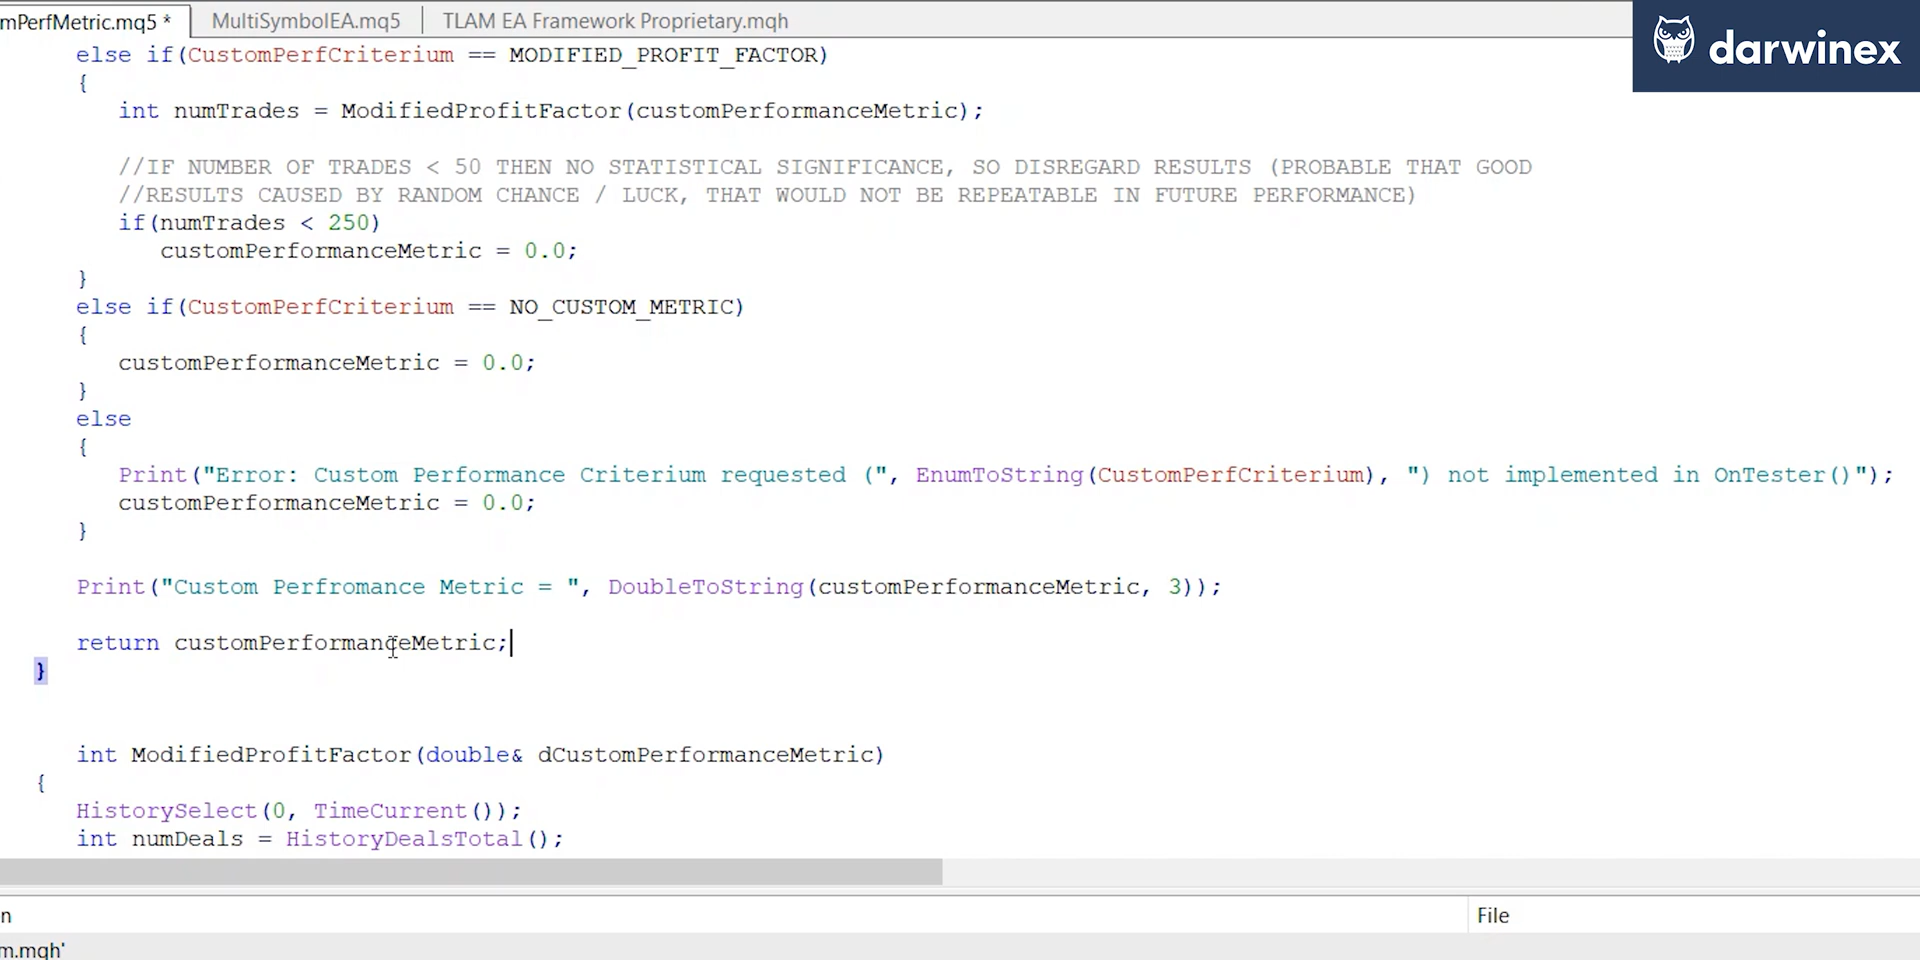 mPerfMetric.mq5 * MultiSymbolEA.mq5 TLAM EA Framework Proprietary.mqh
darwinex
else if(CustomPerfCriterium == MODIFIED_PROFIT_FACTOR)
{
int numTrades = ModifiedProfitFactor(customPerformanceMetric);
//IF NUMBER OF TRADES < 50 THEN NO STATISTICAL SIGNIFICANCE, SO DISREGARD RESULTS (PROBABLE THAT GOOD
//RESULTS CAUSED BY RANDOM CHANCE / LUCK, THAT WOULD NOT BE REPEATABLE IN FUTURE PERFORMANCE)
if(numTrades < 250)
customPerformanceMetric = 0.0;
}
else if(CustomPerfCriterium == NO_CUSTOM_METRIC)
{
customPerformanceMetric = 0.0;
}
else
{
Print("Error: Custom Performance Criterium requested (", EnumToString(CustomPerfCriterium), ") not implemented in OnTester()");
customPerformanceMetric = 0.0;
}
Print("Custom Perfromance Metric = ", DoubleToString(customPerformanceMetric, 3));
return customPerformanceMetric;
}
int ModifiedProfitFactor(double& dCustomPerformanceMetric)
{
HistorySelect(0, TimeCurrent());
int numDeals = HistoryDealsTotal();
n File
m.mqh'